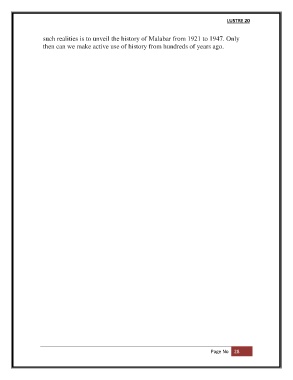 LUSTRE 20
such realities is to unveil the history of Malabar from 1921 to 1947. Only
then can we make active use of history from hundreds of years ago.
Page No